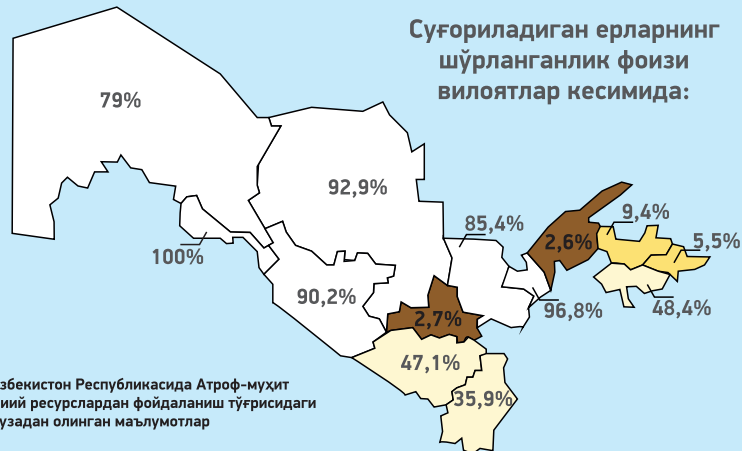 Суғориладиган ерларнинг
шўрланганлик фоизи
вилоятлар кесимида:
79%
92,9%
9,4%
85,4%
2,6%
5,5%
100%
90,2%
96,8%
48,4%
2,7%
47,1%
35,9%
збекистон Республикасида Атроф-муҳит
ий ресурслардан фойдаланиш тўғрисидаги
узадан олинган маълумотлар